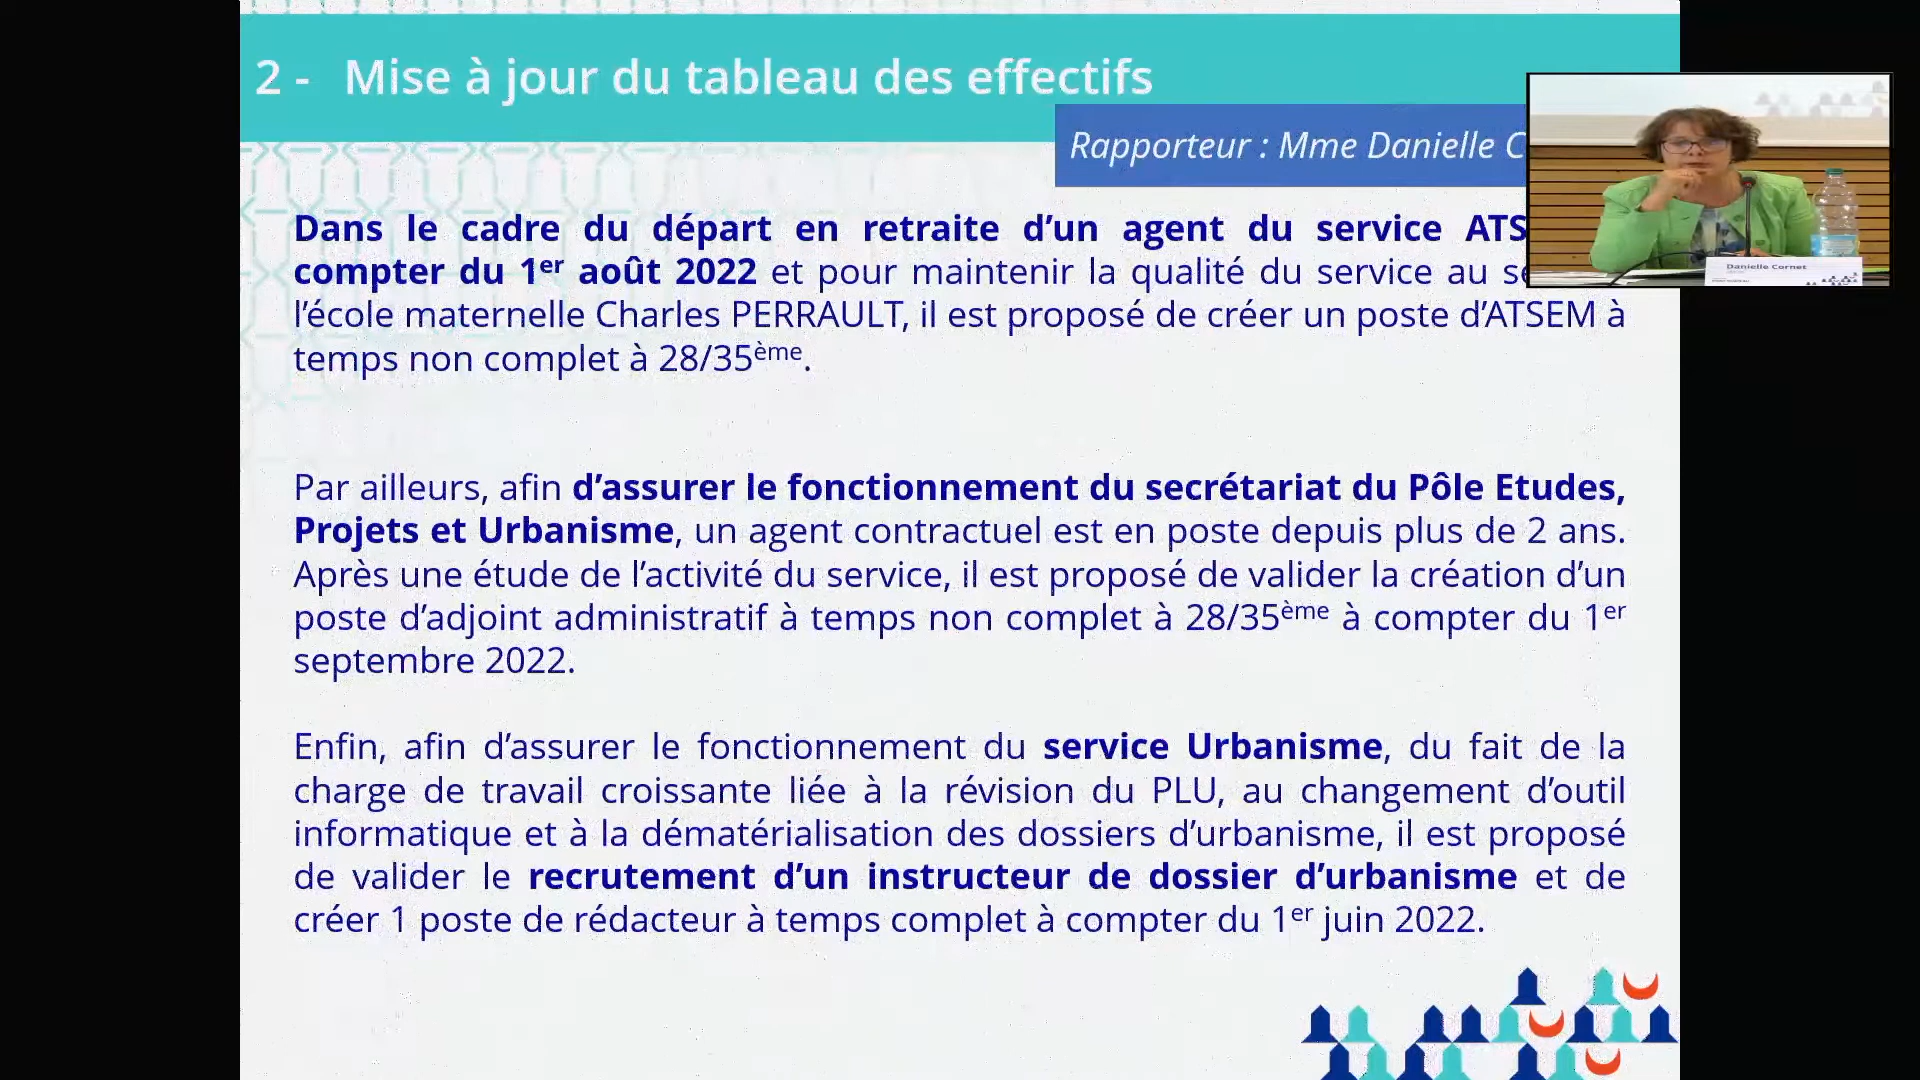 2 - Mise à jour du tableau des effectifs
Rapporteur : Mme Danielle C
Dans le cadre du départ en retraite d’un agent du service ATS
compter du 1er août 2022 et pour maintenir la qualité du service au se
l’école maternelle Charles PERRAULT, il est proposé de créer un poste d’ATSEM à
temps non complet à 28/35ème.
Par ailleurs, afin d’assurer le fonctionnement du secrétariat du Pôle Etudes,
Projets et Urbanisme, un agent contractuel est en poste depuis plus de 2 ans.
Après une étude de l’activité du service, il est proposé de valider la création d’un
poste d’adjoint administratif à temps non complet à 28/35ème à compter du 1er
septembre 2022.
Enfin, afin d’assurer le fonctionnement du service Urbanisme, du fait de la
charge de travail croissante liée à la révision du PLU, au changement d’outil
informatique et à la dématérialisation des dossiers d’urbanisme, il est proposé
de valider le recrutement d’un instructeur de dossier d’urbanisme et de
créer 1 poste de rédacteur à temps complet à compter du 1er juin 2022.
Danielle Cornet